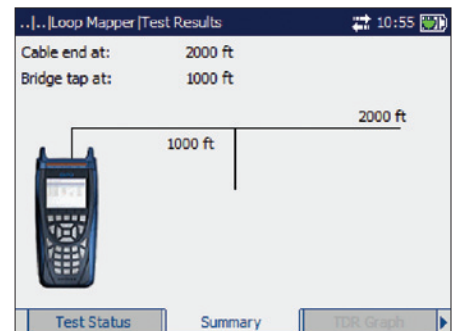 ..|..|Loop Mapper|Test Results 10:55
Cable end at: 2000 ft
Bridge tap at: 1000 ft
2000 ft
1000 ft
Test Status Summary TDR Graph